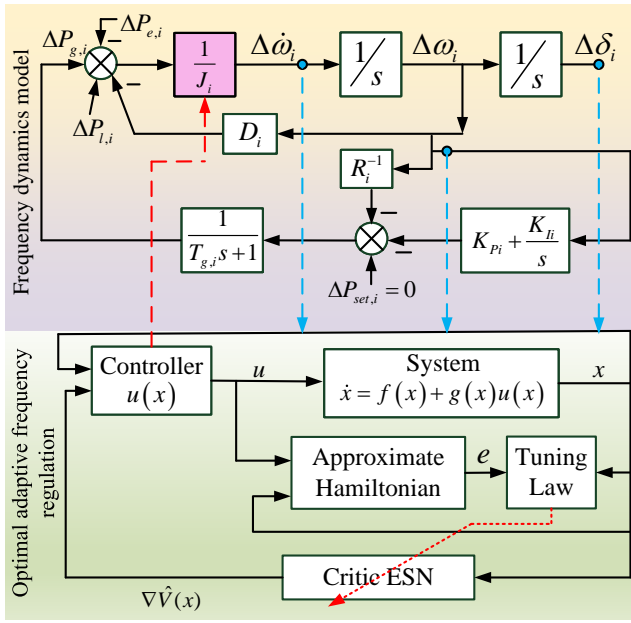 Frequency dynamics model
ΔP_{e,i}
ΔP_{g,i}
−
−
ΔP_{l,i}
1/J_i
Δω̇_i
1/s
Δω_i
1/s
Δδ_i
D_i
R_i^{-1}
−
−
1/(T_{g,i}s+1)
K_{Pi} + K_{Ii}/s
ΔP_{set,i} = 0
Optimal adaptive frequency
regulation
Controller
u(x)
u
System
ẋ = f(x) + g(x)u(x)
x
Approximate
Hamiltonian
e
Tuning
Law
Critic ESN
∇V̂(x)